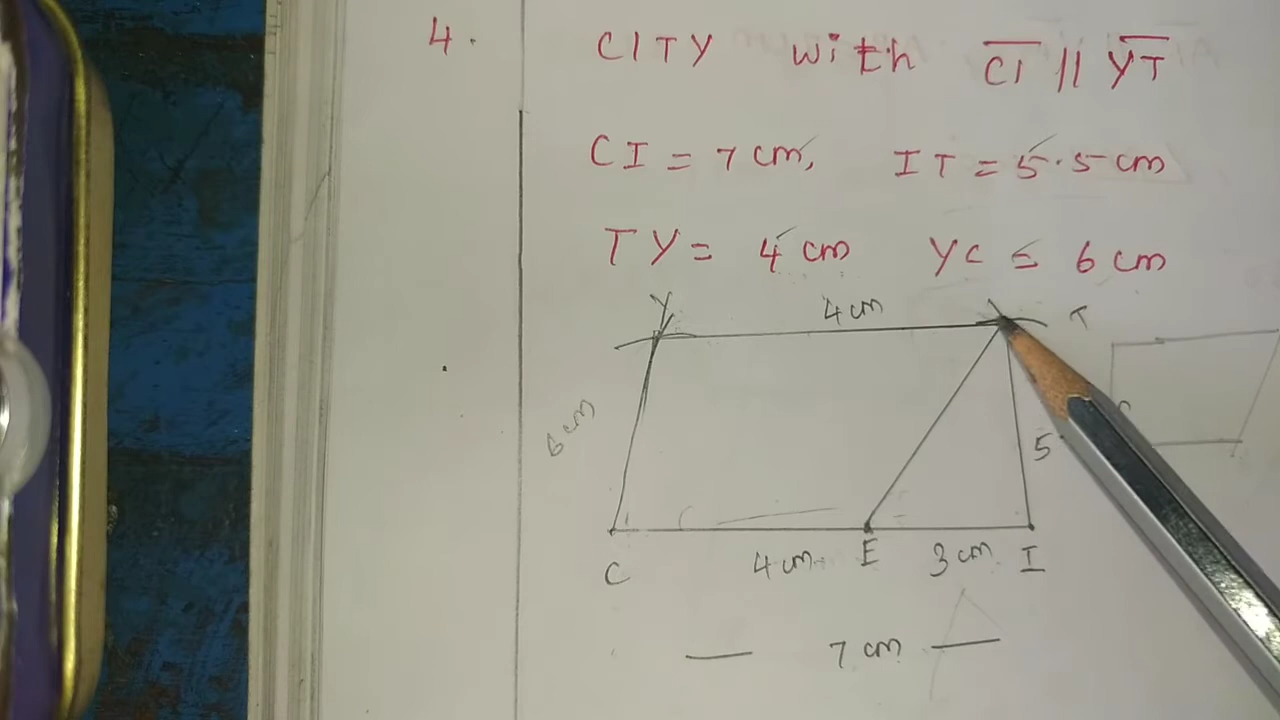 4. CITY with CI || YT
CI = 7 cm, IT = 5.5 cm
TY = 4 cm YC = 6 cm
Y 4 cm T
6 cm 5
C 4 cm E 3 cm I
7 cm